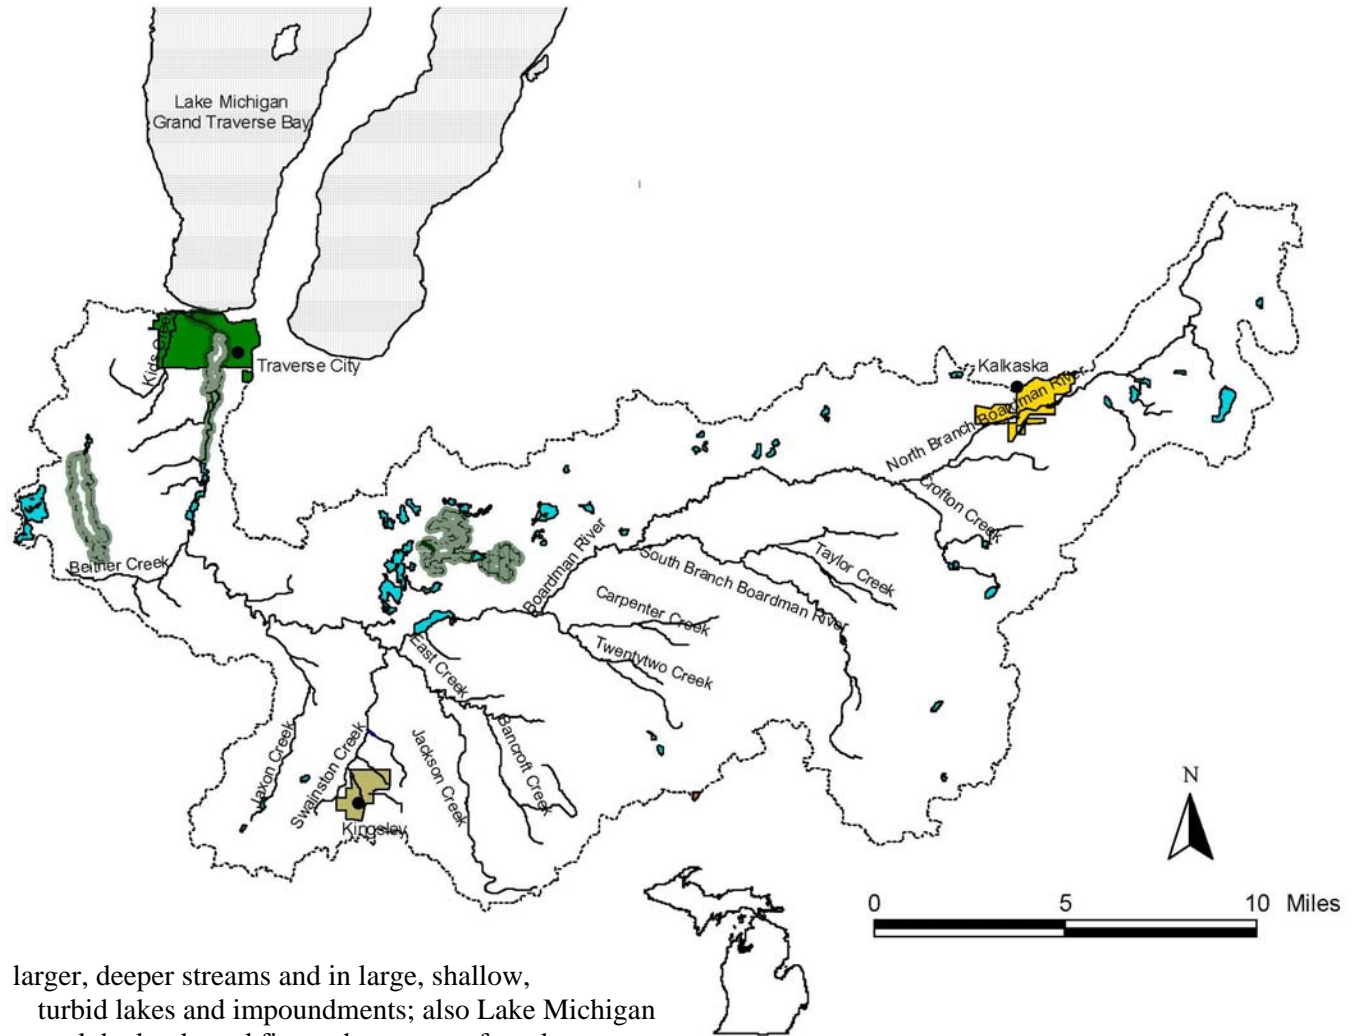 Lake Michigan
Grand Traverse Bay
Traverse City
Kalkaska
North Branch Boardman River
Crofton Creek
Taylor Creek
South Branch Boardman River
Boardman River
Carpenter Creek
Twentytwo Creek
Beitner Creek
East Creek
Jaxon Creek
Swainston Creek
Jackson Creek
Bancroft Creek
Kingsley
N
0 5 10 Miles
larger, deeper streams and in large, shallow,
turbid lakes and impoundments; also Lake Michigan